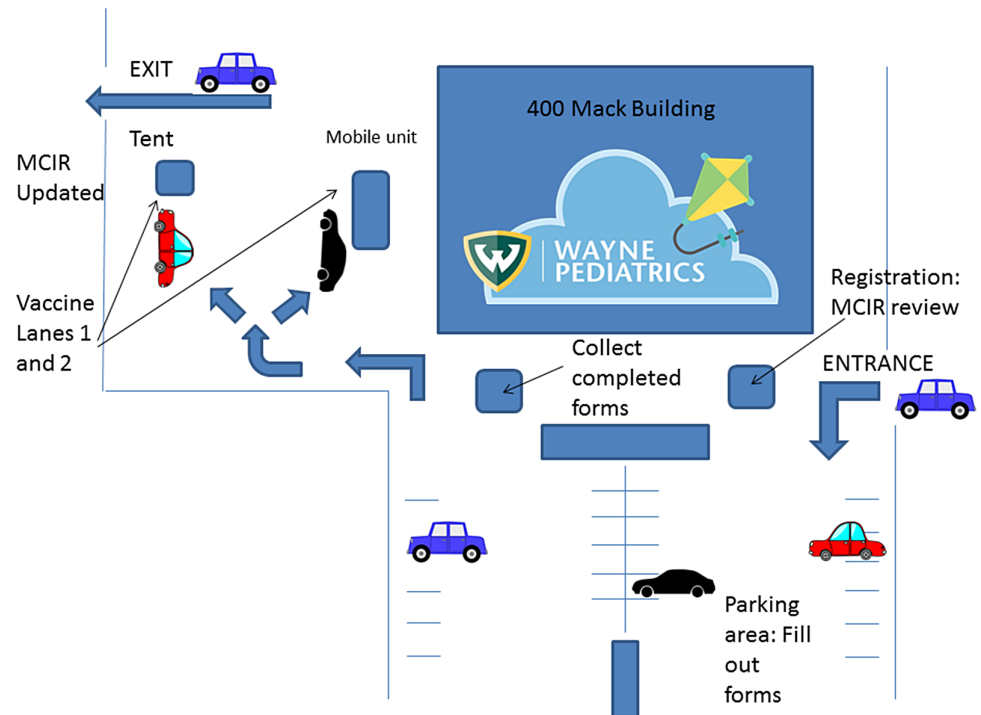 EXIT
400 Mack Building
Tent
Mobile unit
MCIR
Updated
W
WAYNE
PEDIATRICS
Registration:
MCIR review
Vaccine
Lanes 1
and 2
Collect
completed
forms
ENTRANCE
Parking
area: Fill
out
forms